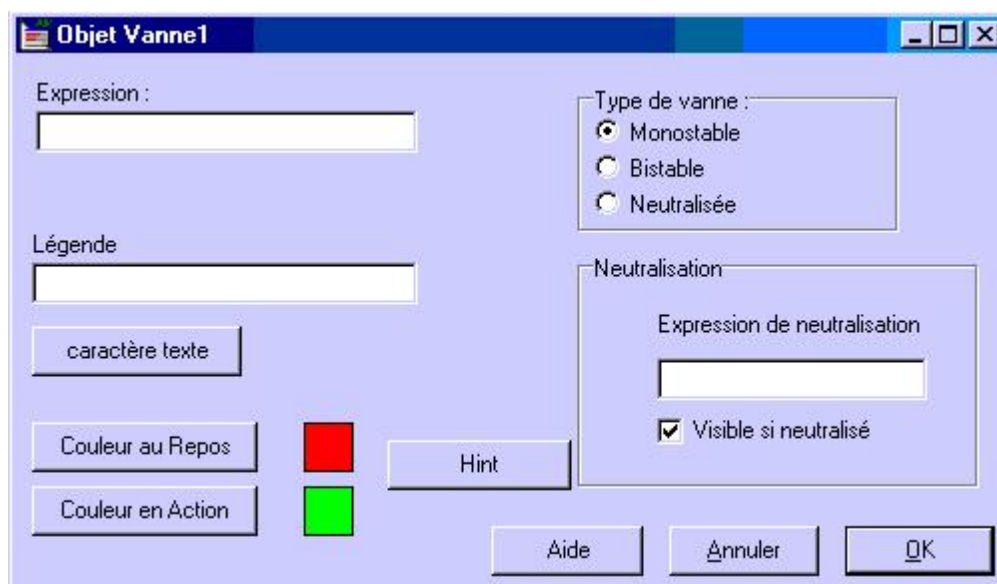 Objet Vanne1
Expression :
Type de vanne :
Monostable
Bistable
Neutralisée
Légende
caractère texte
Neutralisation
Expression de neutralisation
Visible si neutralisé
Couleur au Repos
Hint
Couleur en Action
Aide
Annuler
OK